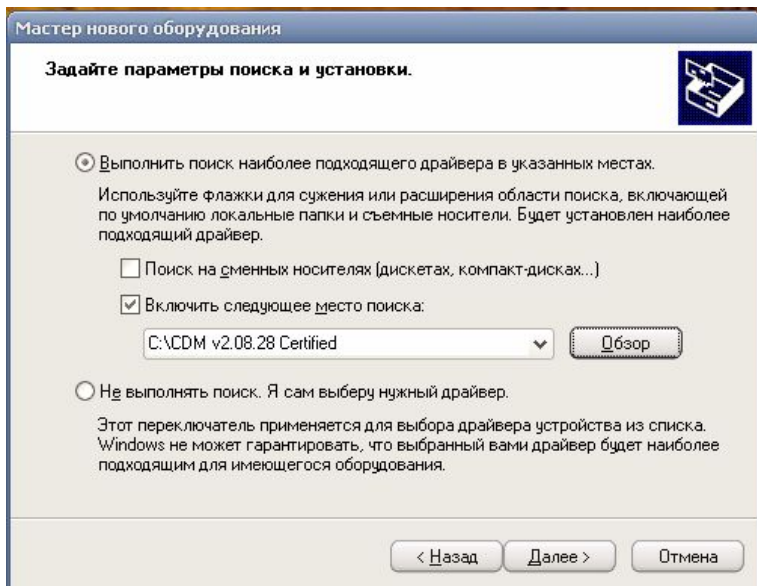 Мастер нового оборудования
Задайте параметры поиска и установки.
Выполнить поиск наиболее подходящего драйвера в указанных местах.
Используйте флажки для сужения или расширения области поиска, включающей
по умолчанию локальные папки и съемные носители. Будет установлен наиболее
подходящий драйвер.
Поиск на сменных носителях (дискетах, компакт-дисках...)
Включить следующее место поиска:
C:\CDM v2.08.28 Certified
Обзор
Не выполнять поиск. Я сам выберу нужный драйвер.
Этот переключатель применяется для выбора драйвера устройства из списка.
Windows не может гарантировать, что выбранный вами драйвер будет наиболее
подходящим для имеющегося оборудования.
< Назад
Далее >
Отмена